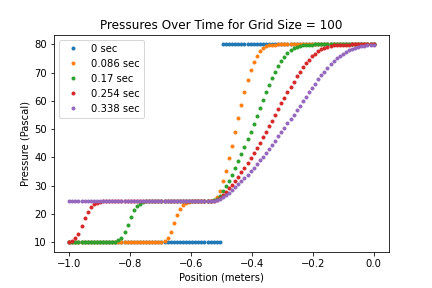 Pressures Over Time for Grid Size = 100
80
70
60
50
40
30
20
10
Pressure (Pascal)
0 sec
0.086 sec
0.17 sec
0.254 sec
0.338 sec
−1.0 −0.8 −0.6 −0.4 −0.2 0.0
Position (meters)